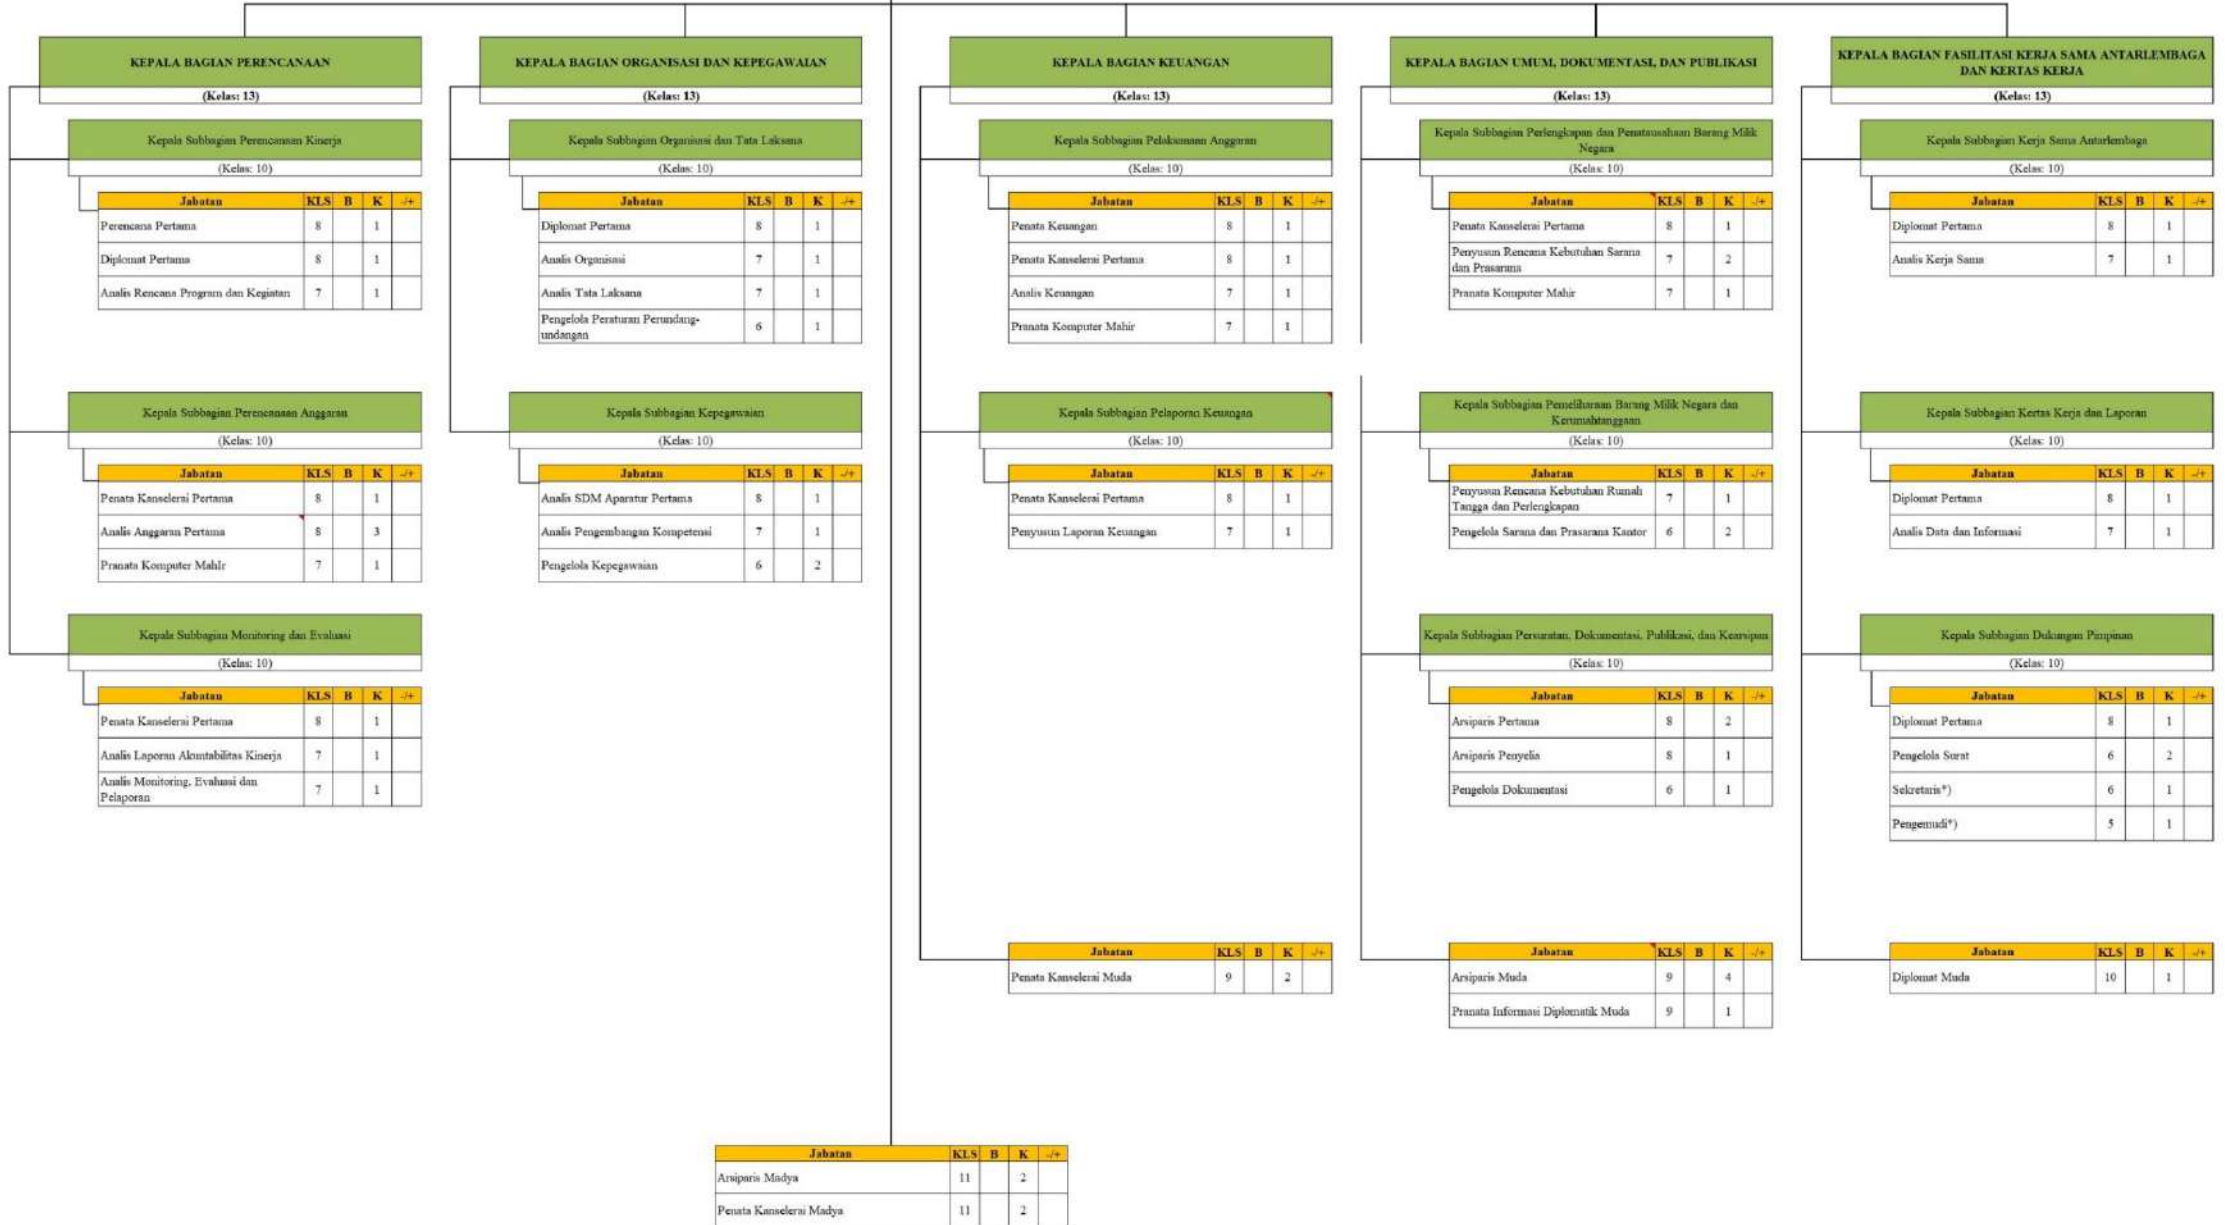 KEPALA BAGIAN PERENCANAAN
(Kelas: 13)
Kepala Subbagian Perencanaan Kinerja
(Kelas: 10)
Jabatan KLS B K -/+
Perencana Pertama 8 1
Diplomat Pertama 8 1
Analis Rencana Program dan Kegiatan 7 1
Kepala Subbagian Perencanaan Anggaran
(Kelas: 10)
Jabatan KLS B K -/+
Penata Kanselerai Pertama 8 1
Analis Anggaran Pertama 8 3
Pranata Komputer MahIr 7 1
Kepala Subbagian Monitoring dan Evaluasi
(Kelas: 10)
Jabatan KLS B K -/+
Penata Kanselerai Pertama 8 1
Analis Laporan Akuntabilitas Kinerja 7 1
Analis Monitoring, Evaluasi dan
Pelaporan 7 1
KEPALA BAGIAN ORGANISASI DAN KEPEGAWAIAN
(Kelas: 13)
Kepala Subbagian Organisasi dan Tata Laksana
(Kelas: 10)
Jabatan KLS B K -/+
Diplomat Pertama 8 1
Analis Organisasi 7 1
Analis Tata Laksana 7 1
Pengelola Peraturan Perundang-
undangan 6 1
Kepala Subbagian Kepegawaian
(Kelas: 10)
Jabatan KLS B K -/+
Analis SDM Aparatur Pertama 8 1
Analis Pengembangan Kompetensi 7 1
Pengelola Kepegawaian 6 2
KEPALA BAGIAN KEUANGAN
(Kelas: 13)
Kepala Subbagian Pelaksanaan Anggaran
(Kelas: 10)
Jabatan KLS B K -/+
Penata Keuangan 8 1
Penata Kanselerai Pertama 8 1
Analis Keuangan 7 1
Pranata Komputer Mahir 7 1
Kepala Subbagian Pelaporan Keuangan
(Kelas: 10)
Jabatan KLS B K -/+
Penata Kanselerai Pertama 8 1
Penyusun Laporan Keuangan 7 1
Jabatan KLS B K -/+
Penata Kanselerai Muda 9 2
KEPALA BAGIAN UMUM, DOKUMENTASI, DAN PUBLIKASI
(Kelas: 13)
Kepala Subbagian Perlengkapan dan Penatausahaan Barang Milik
Negara
(Kelas: 10)
Jabatan KLS B K -/+
Penata Kanselerai Pertama 8 1
Penyusun Rencana Kebutuhan Sarana
dan Prasarana 7 2
Pranata Komputer Mahir 7 1
Kepala Subbagian Pemeliharaan Barang Milik Negara dan
Kerumahtanggaan
(Kelas: 10)
Jabatan KLS B K -/+
Penyusun Rencana Kebutuhan Rumah
Tangga dan Perlengkapan 7 1
Pengelola Sarana dan Prasarana Kantor 6 2
Kepala Subbagian Persuratan, Dokumentasi, Publikasi, dan Kearsipan
(Kelas: 10)
Jabatan KLS B K -/+
Arsiparis Pertama 8 2
Arsiparis Penyelia 8 1
Pengelola Dokumentasi 6 1
Jabatan KLS B K -/+
Arsiparis Muda 9 4
Pranata Informasi Diplomatik Muda 9 1
KEPALA BAGIAN FASILITASI KERJA SAMA ANTARLEMBAGA
DAN KERTAS KERJA
(Kelas: 13)
Kepala Subbagian Kerja Sama Antarlembaga
(Kelas: 10)
Jabatan KLS B K -/+
Diplomat Pertama 8 1
Analis Kerja Sama 7 1
Kepala Subbagian Kertas Kerja dan Laporan
(Kelas: 10)
Jabatan KLS B K -/+
Diplomat Pertama 8 1
Analis Data dan Informasi 7 1
Kepala Subbagian Dukungan Pimpinan
(Kelas: 10)
Jabatan KLS B K -/+
Diplomat Pertama 8 1
Pengelola Surat 6 2
Sekretaris*) 6 1
Pengemudi*) 5 1
Jabatan KLS B K -/+
Diplomat Muda 10 1
Jabatan KLS B K -/+
Arsiparis Madya 11 2
Penata Kanselerai Madya 11 2